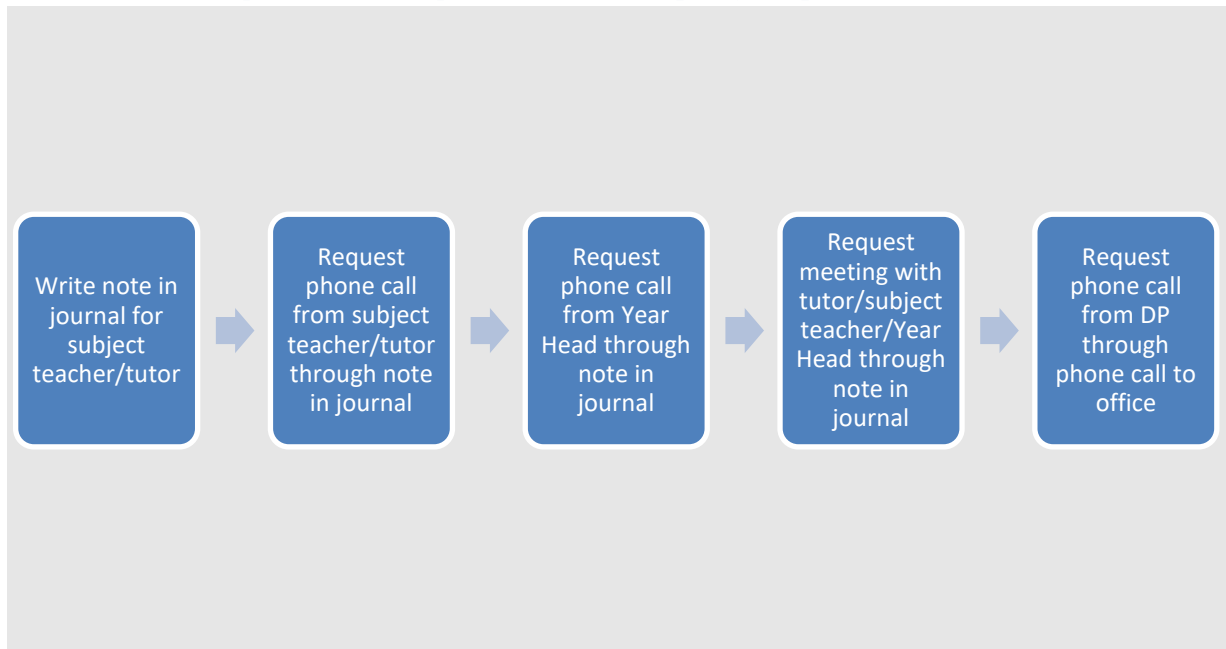 Write note in
journal for
subject
teacher/tutor
Request
phone call
from subject
teacher/tutor
through note
in journal
Request
phone call
from Year
Head through
note in
journal
Request
meeting with
tutor/subject
teacher/Year
Head through
note in
journal
Request
phone call
from DP
through
phone call to
office